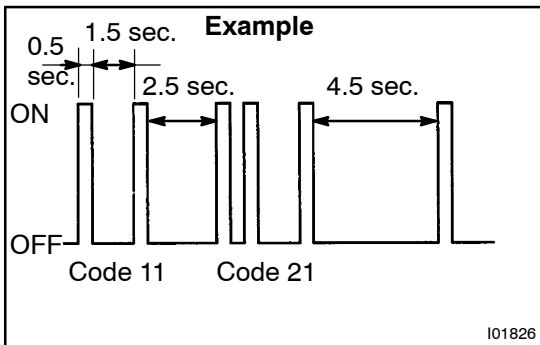 Example
0.5
sec.
1.5 sec.
2.5 sec.
4.5 sec.
ON
OFF
Code 11
Code 21
I01826